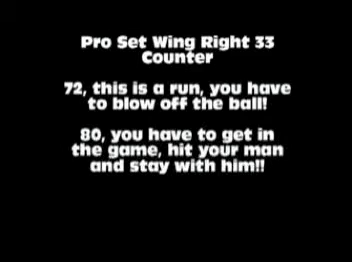 Pro Set Wing Right 33
Counter
72, this is a run, you have
to blow off the ball!
80, you have to get in
the game, hit your man
and stay with him!!